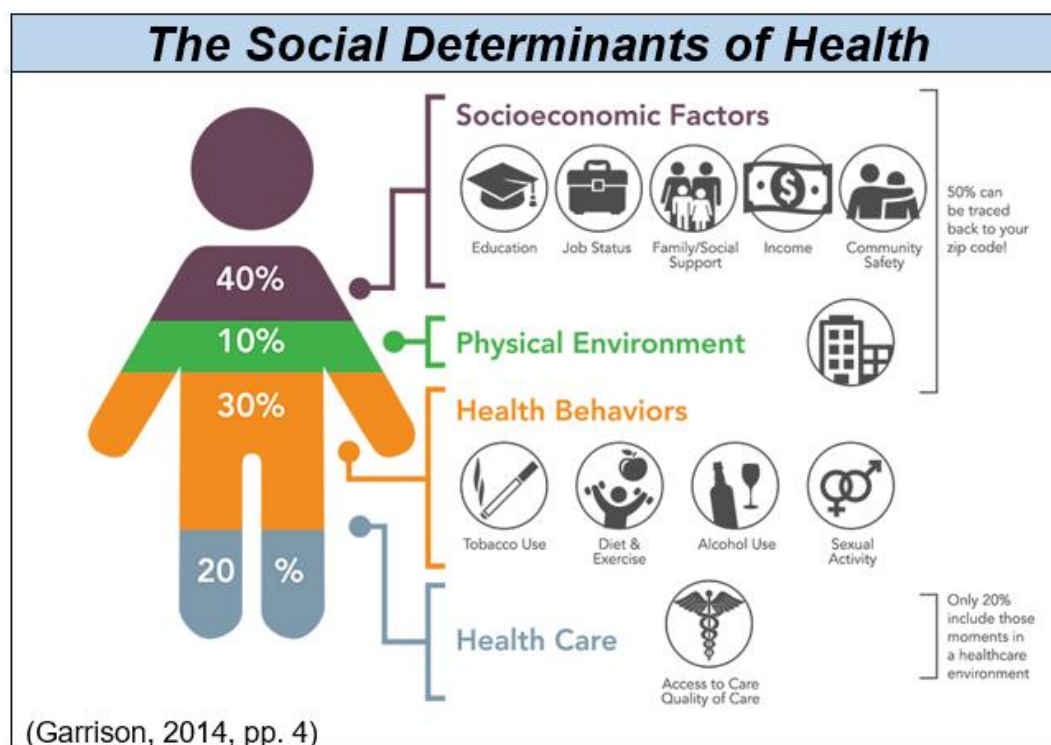 The Social Determinants of Health
Socioeconomic Factors
Education
Job Status
Family/Social
Support
Income
Community
Safety
50% can
be traced
back to your
zip code!
40%
10%
Physical Environment
30%
Health Behaviors
Tobacco Use
Diet &
Exercise
Alcohol Use
Sexual
Activity
20 %
Health Care
Access to Care
Quality of Care
Only 20%
include those
moments in
a healthcare
environment
(Garrison, 2014, pp. 4)